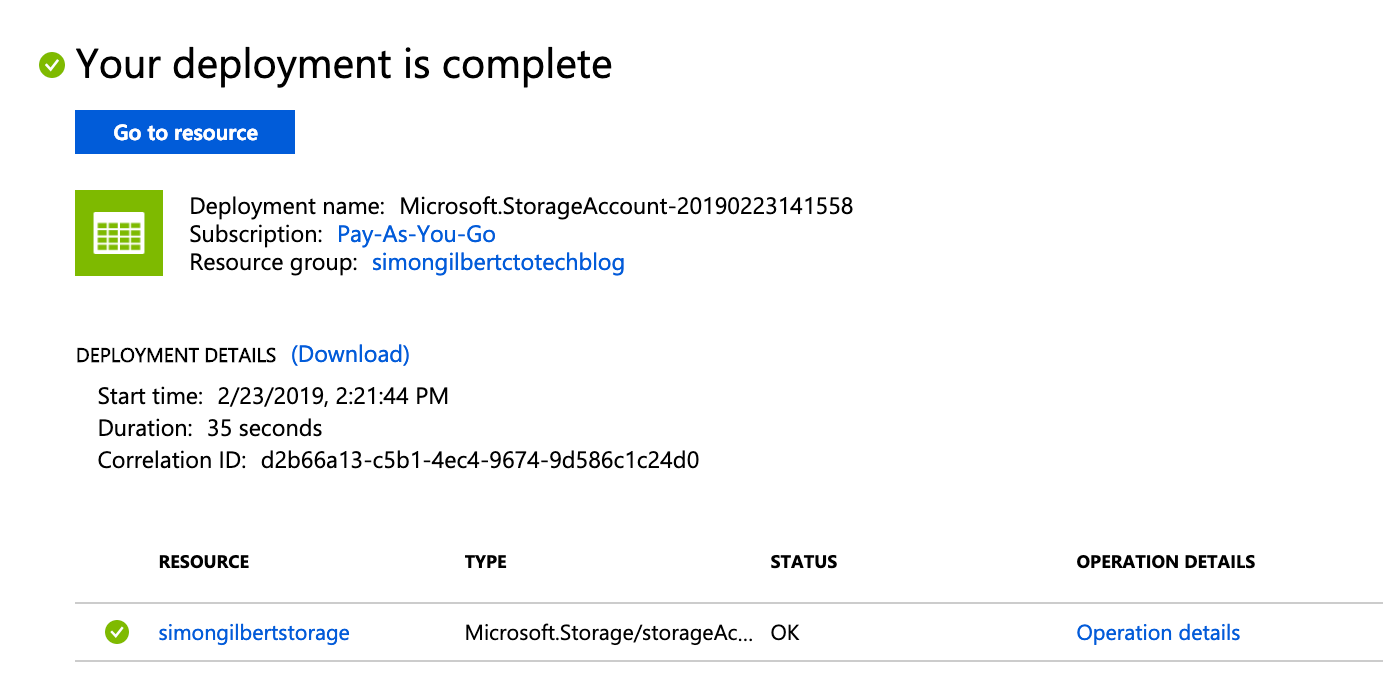 Your deployment is complete
Go to resource
Deployment name: Microsoft.StorageAccount-20190223141558
Subscription: Pay-As-You-Go
Resource group: simongilbertctotechblog
DEPLOYMENT DETAILS (Download)
Start time: 2/23/2019, 2:21:44 PM
Duration: 35 seconds
Correlation ID: d2b66a13-c5b1-4ec4-9674-9d586c1c24d0
RESOURCE TYPE STATUS OPERATION DETAILS
simongilbertstorage Microsoft.Storage/storageAc... OK Operation details